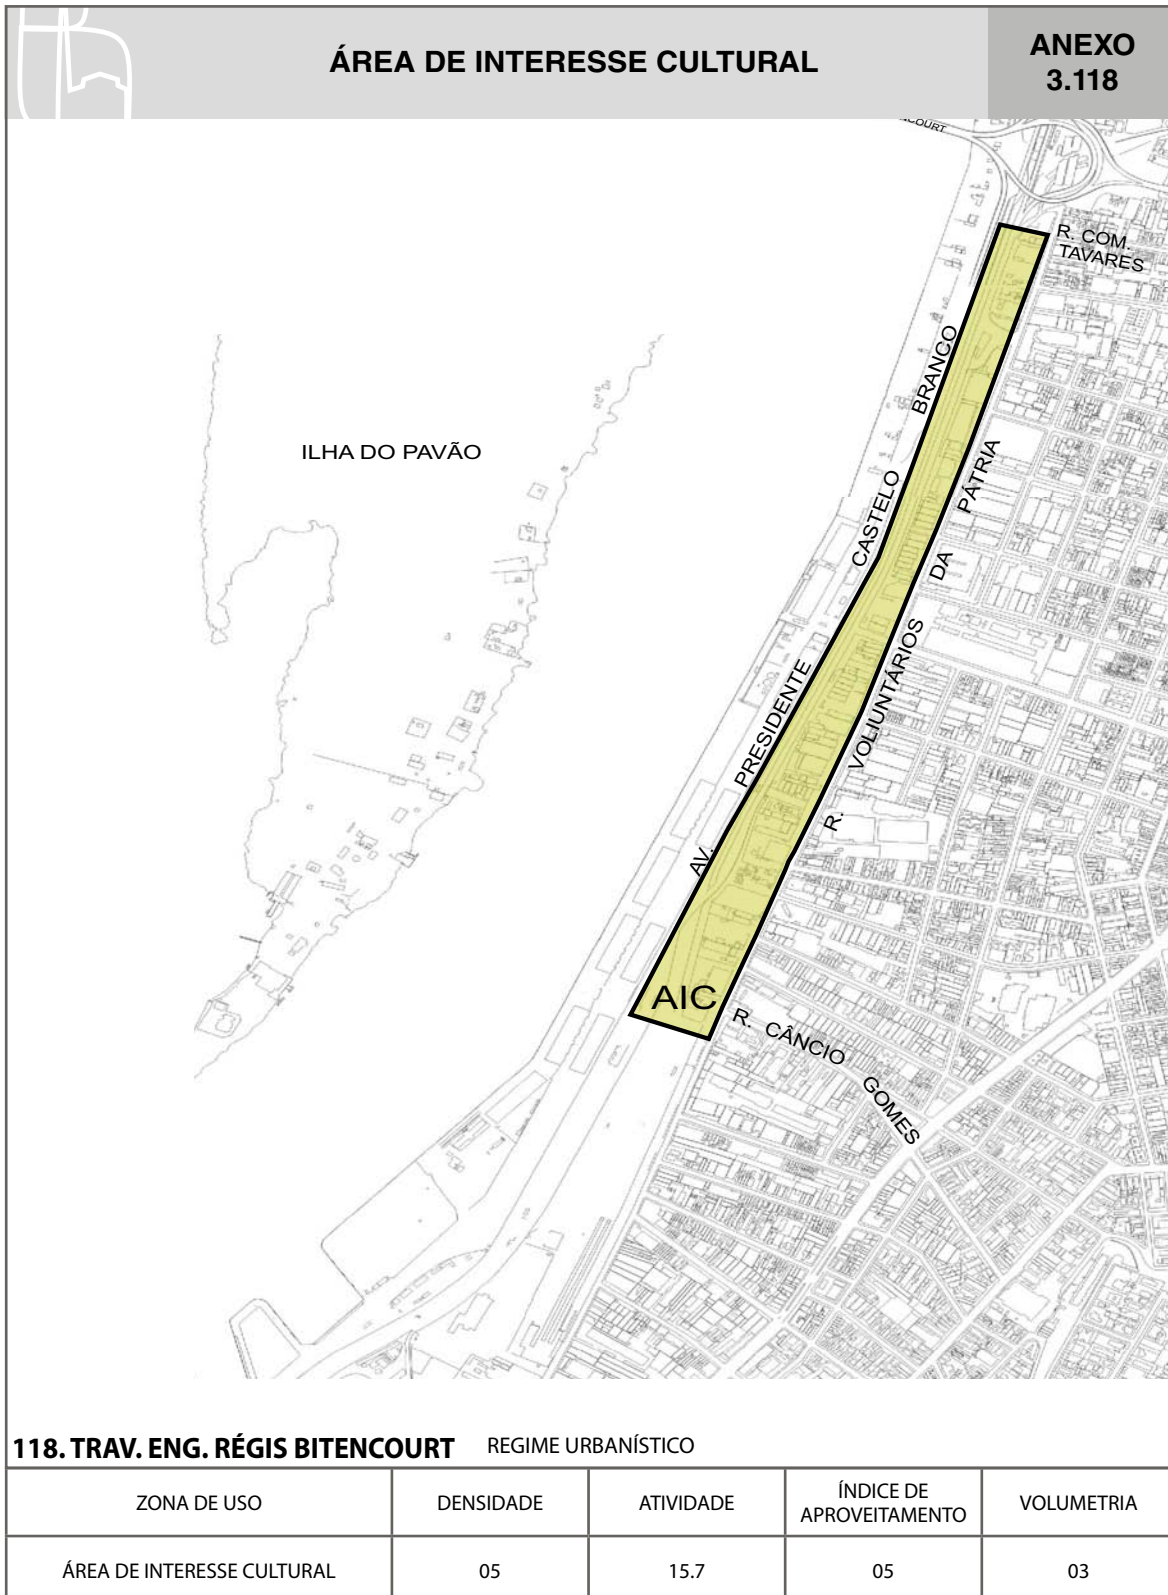 ÁREA DE INTERESSE CULTURAL
ANEXO
3.118
COURT
R. COM.
TAVARES
ILHA DO PAVÃO
AV. PRESIDENTE CASTELO BRANCO
R. VOLIUNTÁRIOS DA PÁTRIA
AIC
R. CÂNCIO GOMES
118. TRAV. ENG. RÉGIS BITENCOURT REGIME URBANÍSTICO
ZONA DE USO DENSIDADE ATIVIDADE ÍNDICE DE APROVEITAMENTO VOLUMETRIA
ÁREA DE INTERESSE CULTURAL 05 15.7 05 03